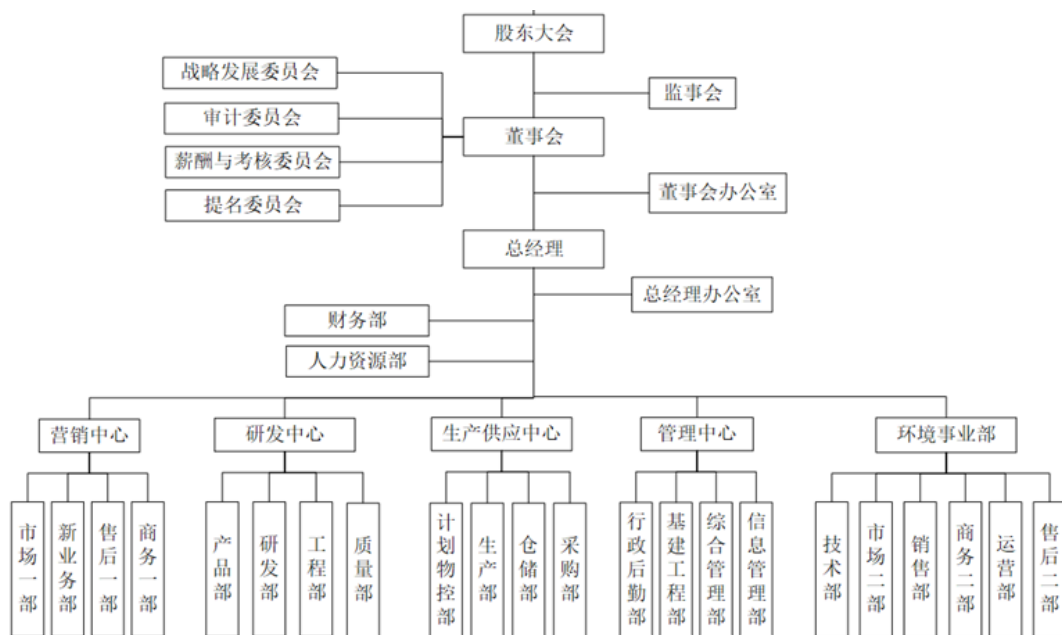 股东大会
战略发展委员会
监事会
审计委员会
董事会
薪酬与考核委员会
董事会办公室
提名委员会
总经理
总经理办公室
财务部
人力资源部
营销中心
研发中心
生产供应中心
管理中心
环境事业部
市场一部
新业务部
售后一部
商务一部
产品部
研发部
工程部
质量部
计划物控部
生产部
仓储部
采购部
行政后勤部
基建工程部
综合管理部
信息管理部
技术部
市场二部
销售部
商务二部
运营部
售后二部